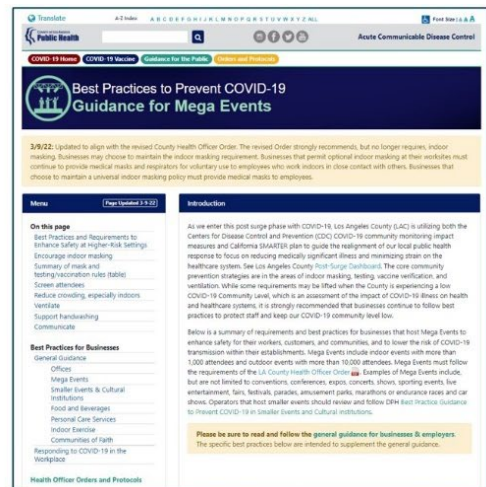 Translate
A-Z Index
A B C D E F G H I J K L M N O P Q R S T U V W X Y Z ALL
Font Size | A A A
Public Health
Acute Communicable Disease Control
COVID-19 Home
COVID-19 Vaccine
Guidance for the Public
Orders and Protocols
Best Practices to Prevent COVID-19
Guidance for Mega Events
3/9/22: Updated to align with the revised County Health Officer Order. The revised Order strongly recommends, but no longer requires, indoor
masking. Businesses may choose to maintain the indoor masking requirement. Businesses that permit optional indoor masking at their worksites must
continue to provide medical masks and respirators for voluntary use to employees who work indoors in close contact with others. Businesses that
choose to maintain a universal indoor masking policy must provide medical masks to employees.
Menu
Page Updated 3-9-22
On this page
Best Practices and Requirements to
Enhance Safety at Higher-Risk Settings
Encourage indoor masking
Summary of mask and
testing/vaccination rules (table)
Screen attendees
Reduce crowding, especially indoors
Ventilate
Support handwashing
Communicate
Best Practices for Businesses
General Guidance
Offices
Mega Events
Smaller Events & Cultural
Institutions
Food and Beverages
Personal Care Services
Indoor Exercise
Communities of Faith
Responding to COVID-19 in the
Workplace
Health Officer Orders and Protocols
Introduction
As we enter this post surge phase with COVID-19, Los Angeles County (LAC) is utilizing both the
Centers for Disease Control and Prevention (CDC) COVID-19 community monitoring impact
measures and California SMARTER plan to guide the realignment of our local public health
response to focus on reducing medically significant illness and minimizing strain on the
healthcare system. See Los Angeles County Post-Surge Dashboard. The core community
prevention strategies are in the areas of indoor masking, testing, vaccine verification, and
ventilation. While some requirements may be lifted when the County is experiencing a low
COVID-19 Community Level, which is an assessment of the impact of COVID-19 illness on health
and healthcare systems, it is strongly recommended that businesses continue to follow best
practices to protect staff and keep our COVID-19 community level low.
Below is a summary of requirements and best practices for businesses that host Mega Events to
enhance safety for their workers, customers, and communities, and to lower the risk of COVID-19
transmission within their establishments. Mega Events include indoor events with more than
1,000 attendees and outdoor events with more than 10,000 attendees. Mega Events must follow
the requirements of the LA County Health Officer Order. Examples of Mega Events include,
but are not limited to conventions, conferences, expos, concerts, shows, sporting events, live
entertainment, fairs, festivals, parades, amusement parks, marathons or endurance races and car
shows. Operators that host smaller events should review and follow DPH Best Practice Guidance
to Prevent COVID-19 in Smaller Events and Cultural Institutions.
Please be sure to read and follow the general guidance for businesses & employers.
The specific best practices below are intended to supplement the general guidance.